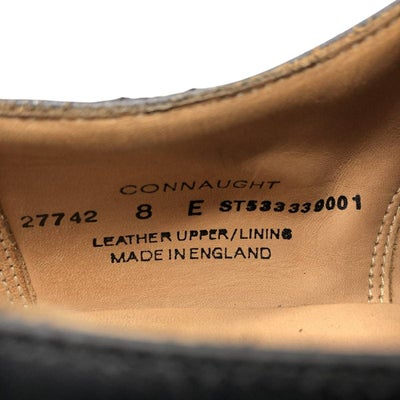 CONNAUGHT
27742 8 E ST533339001
LEATHER UPPER/LINING
MADE IN ENGLAND